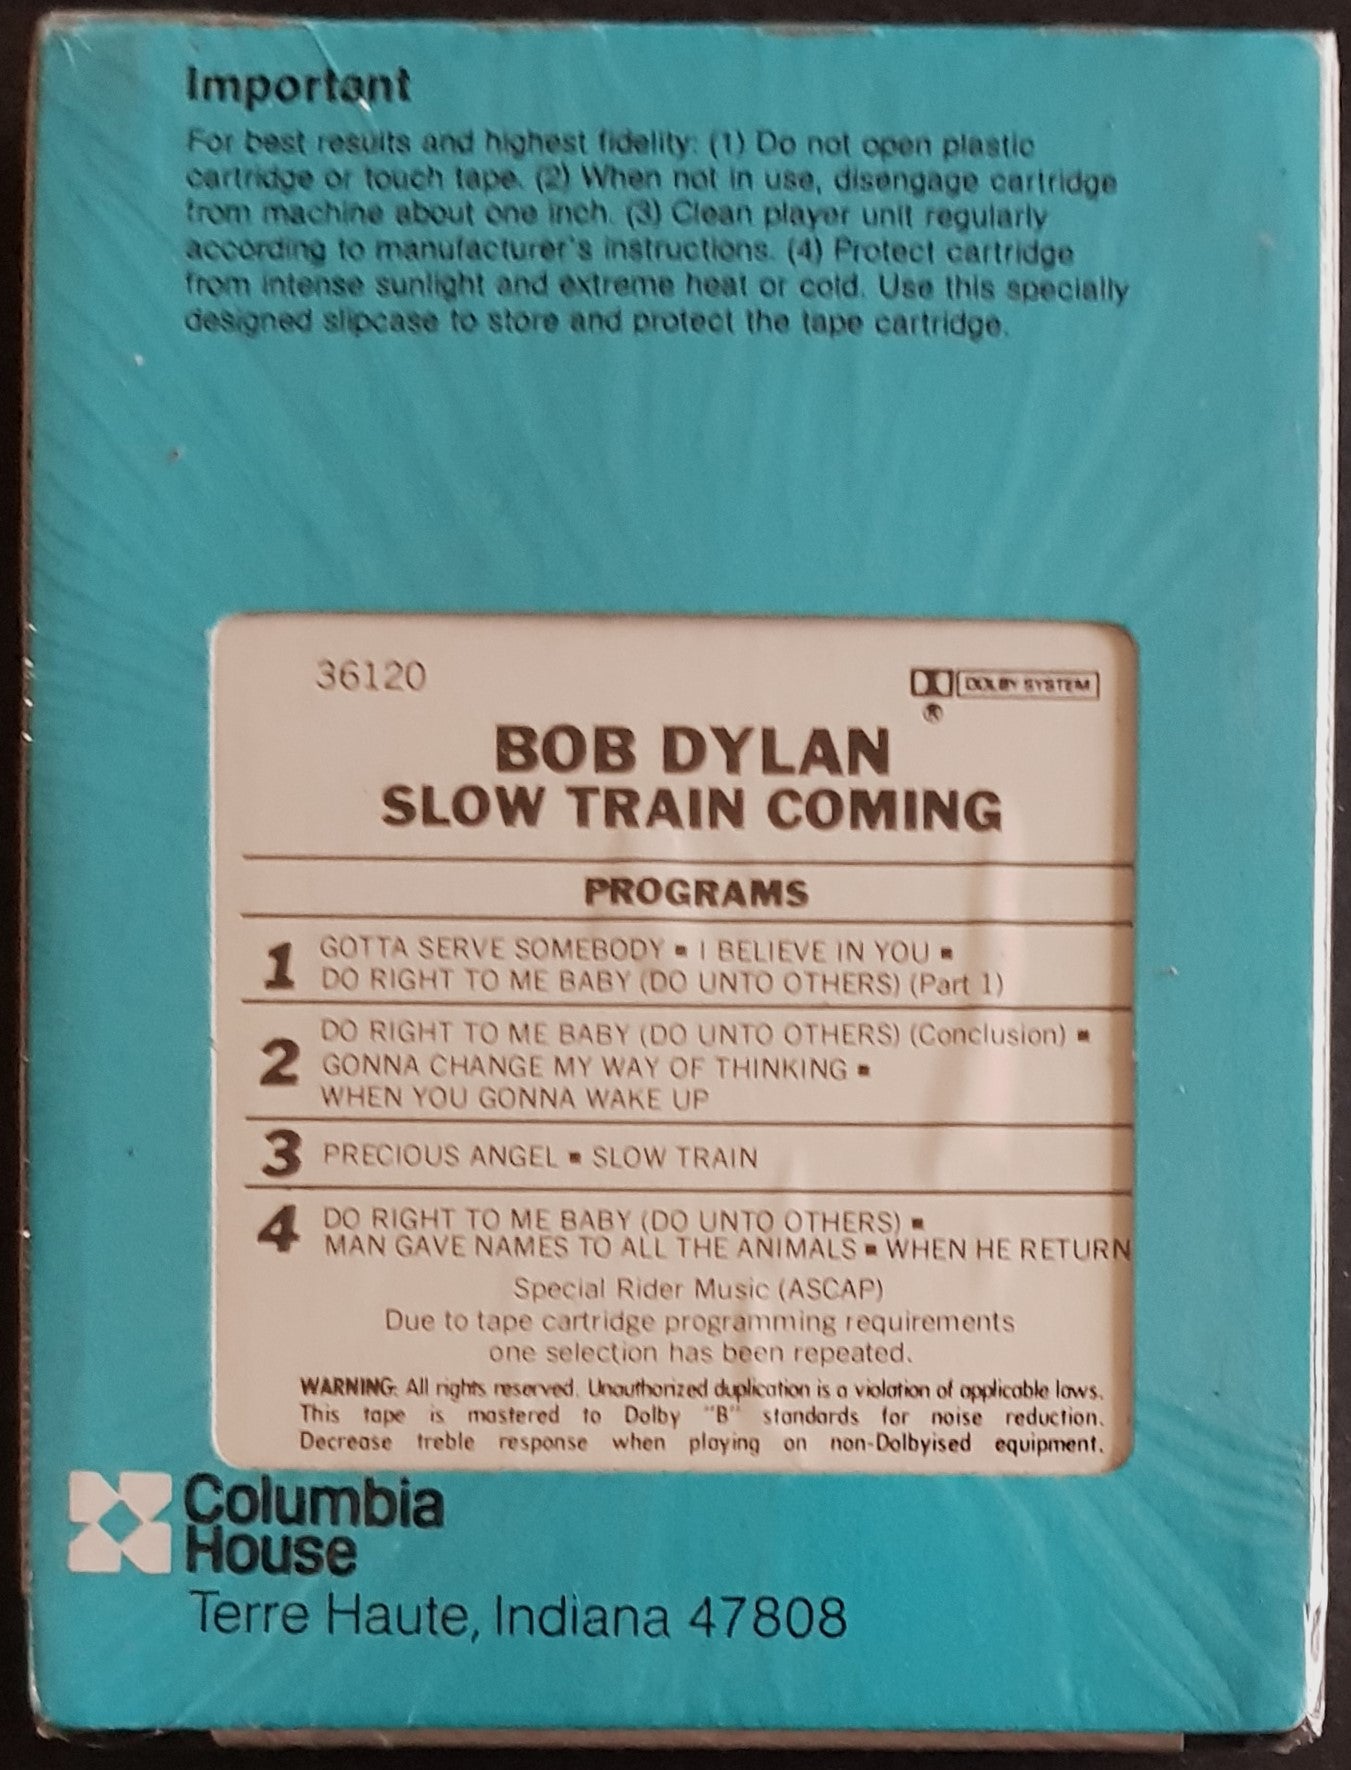 Important
For best results and highest fidelity: (1) Do not open plastic
cartridge or touch tape. (2) When not in use, disengage cartridge
from machine about one inch. (3) Clean player unit regularly
according to manufacturer's instructions. (4) Protect cartridge
from intense sunlight and extreme heat or cold. Use this specially
designed slipcase to store and protect the tape cartridge.
36120
DOLBY SYSTEM
®
BOB DYLAN
SLOW TRAIN COMING
PROGRAMS
1 GOTTA SERVE SOMEBODY ▪ I BELIEVE IN YOU ▪
DO RIGHT TO ME BABY (DO UNTO OTHERS) (Part 1)
2 DO RIGHT TO ME BABY (DO UNTO OTHERS) (Conclusion) ▪
GONNA CHANGE MY WAY OF THINKING ▪
WHEN YOU GONNA WAKE UP
3 PRECIOUS ANGEL ▪ SLOW TRAIN
4 DO RIGHT TO ME BABY (DO UNTO OTHERS) ▪
MAN GAVE NAMES TO ALL THE ANIMALS ▪ WHEN HE RETURN
Special Rider Music (ASCAP)
Due to tape cartridge programming requirements
one selection has been repeated.
WARNING: All rights reserved. Unauthorized duplication is a violation of applicable laws.
This tape is mastered to Dolby "B" standards for noise reduction.
Decrease treble response when playing on non-Dolbyised equipment.
Columbia
House
Terre Haute, Indiana 47808